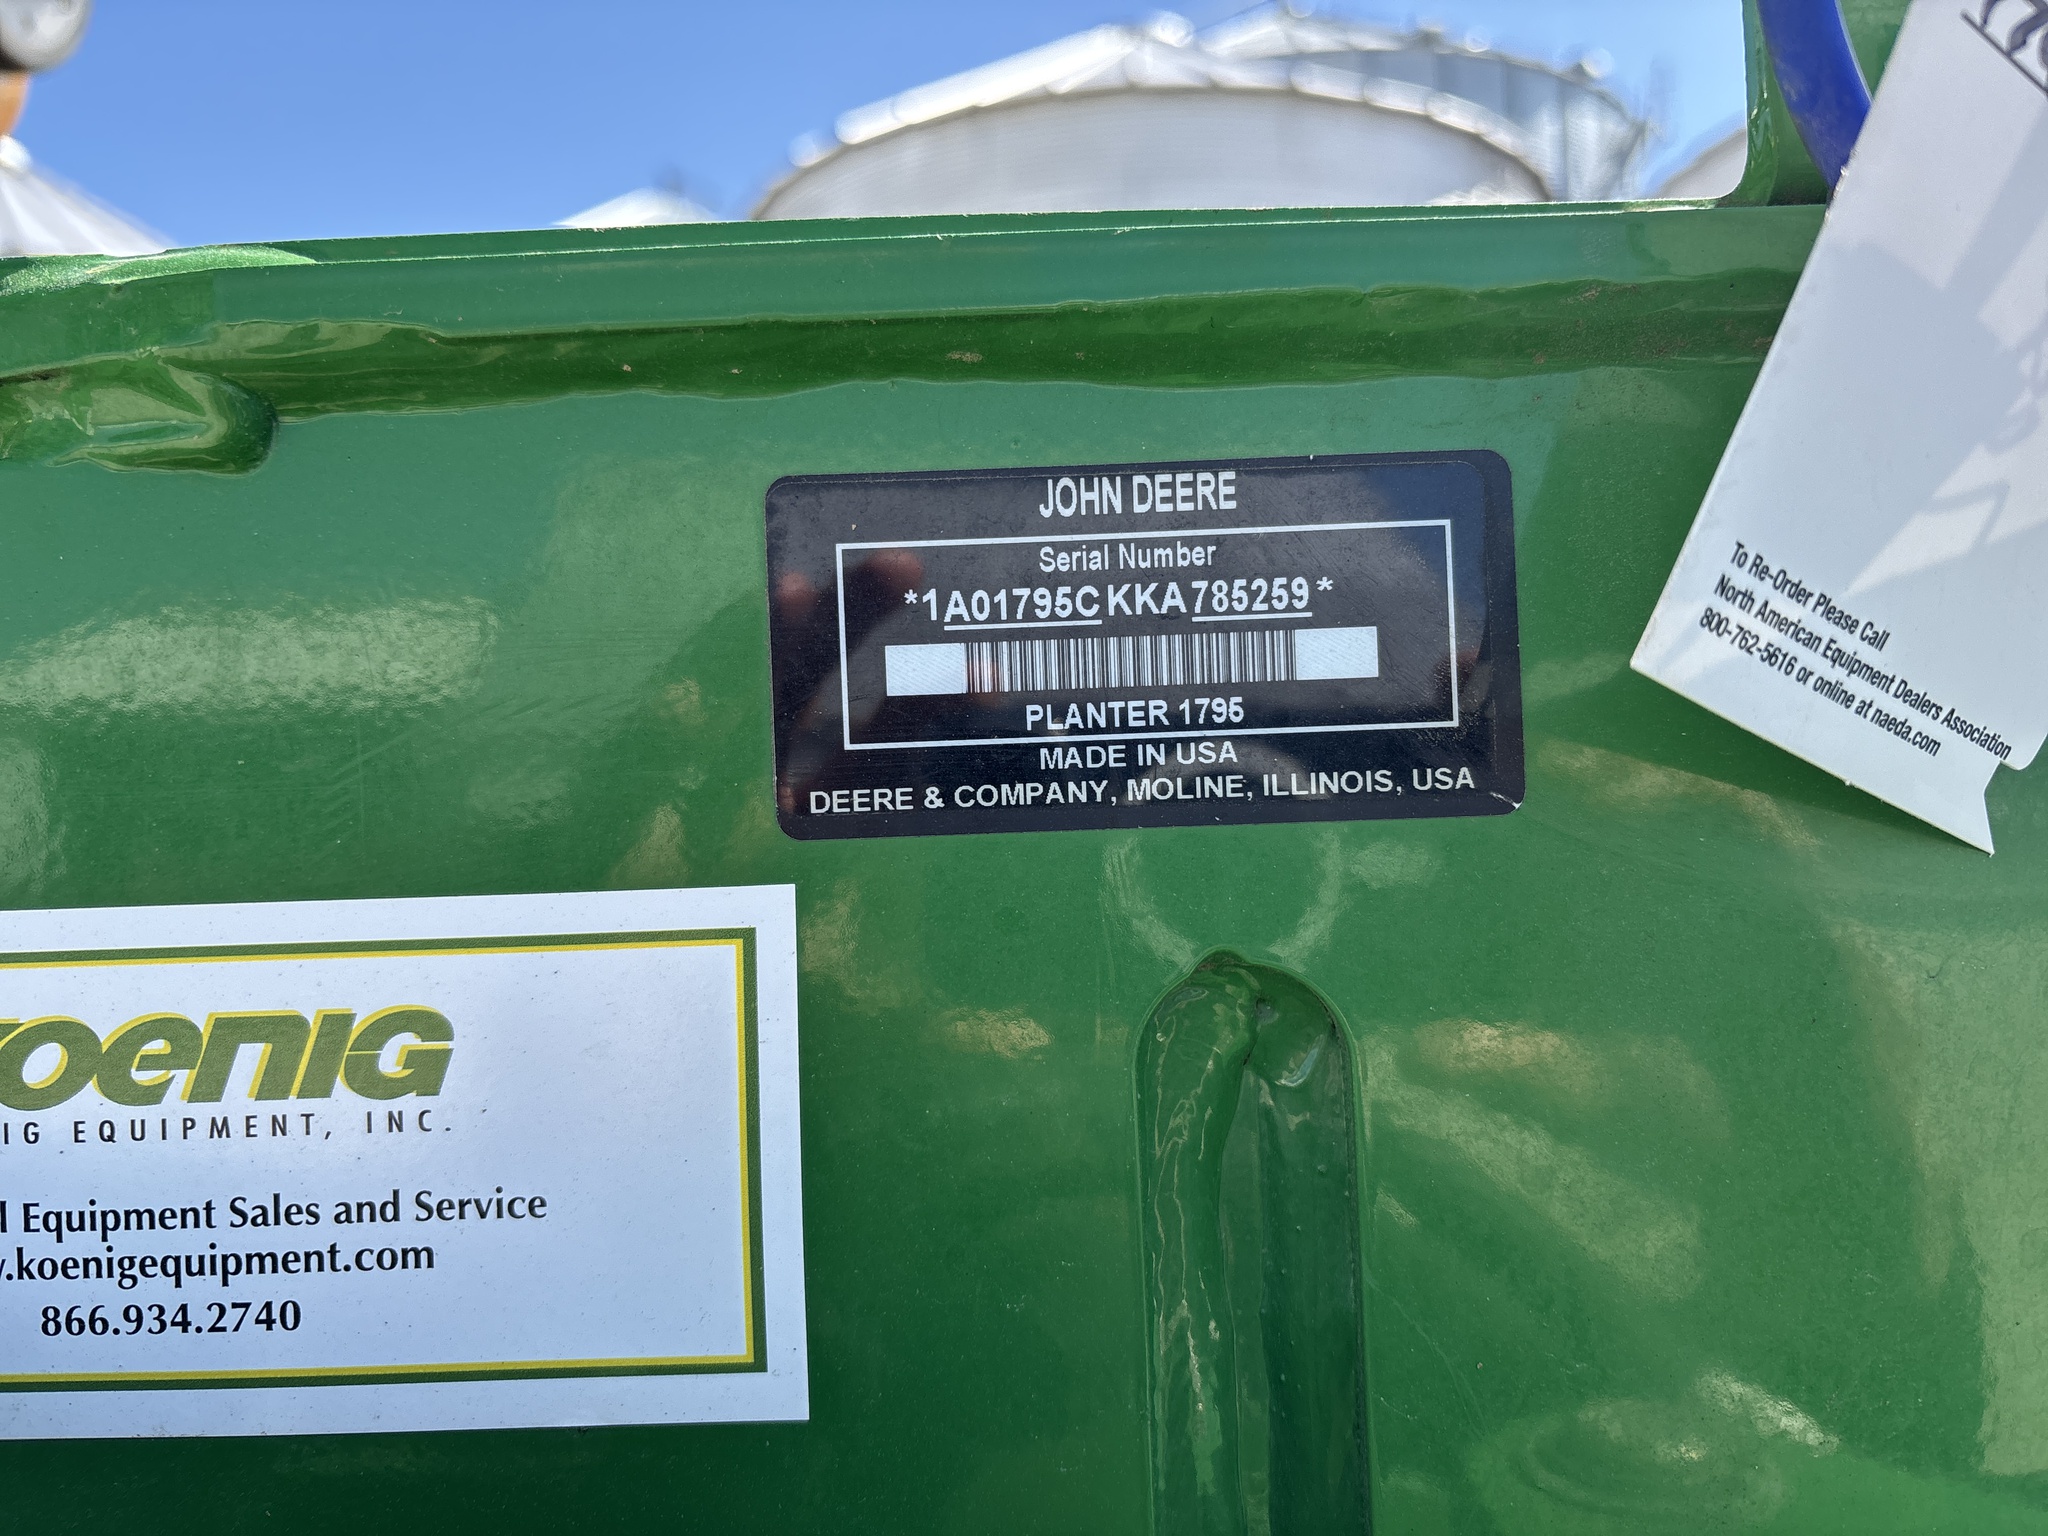 JOHN DEERE
Serial Number
*1A01795CKKA785259*
PLANTER 1795
MADE IN USA
DEERE & COMPANY, MOLINE, ILLINOIS, USA
To Re-Order Please Call
North American Equipment Dealers Association
800-762-5616 or online at naeda.com
KOENIG
IG EQUIPMENT, INC.
l Equipment Sales and Service
.koenigequipment.com
866.934.2740